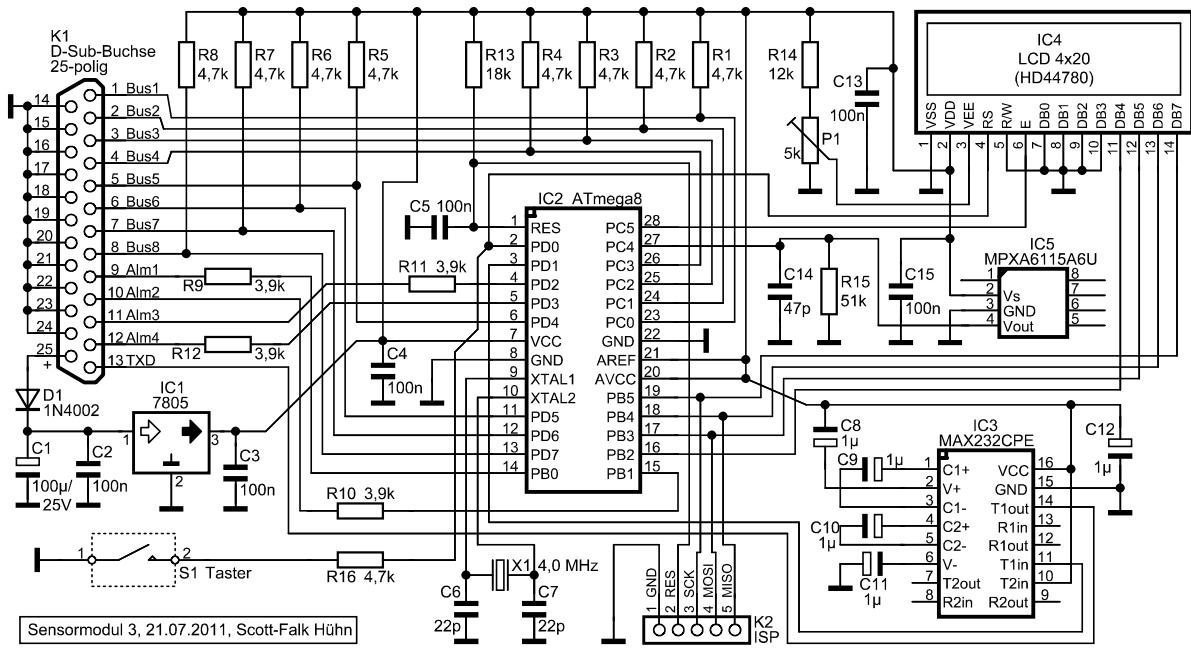 K1
D-Sub-Buchse
25-polig
R8
4,7k
R7
4,7k
R6
4,7k
R5
4,7k
R13
18k
R4
4,7k
R3
4,7k
R2
4,7k
R1
4,7k
R14
12k
P1
5k
C13
100n
IC4
LCD 4x20
(HD44780)
VSS
VDD
VEE
RS
R/W
E
DB0
DB1
DB2
DB3
DB4
DB5
DB6
DB7
1
2
3
4
5
6
7
8
9
10
11
12
13
14
14
15
16
17
18
19
20
21
22
23
24
25
+
1 Bus1
2 Bus2
3 Bus3
4 Bus4
5 Bus5
6 Bus6
7 Bus7
8 Bus8
9 Alm1
10 Alm2
11 Alm3
12 Alm4
13 TXD
R9
3,9k
R12
3,9k
R11 3,9k
C5 100n
IC2 ATmega8
1 RES
2 PD0
3 PD1
4 PD2
5 PD3
6 PD4
7 VCC
8 GND
9 XTAL1
10 XTAL2
11 PD5
12 PD6
13 PD7
14 PB0
PC5 28
PC4 27
PC3 26
PC2 25
PC1 24
PC0 23
GND 22
AREF 21
AVCC 20
PB5 19
PB4 18
PB3 17
PB2 16
PB1 15
C14
47p
R15
51k
C15
100n
IC5
MPXA6115A6U
1
2 Vs
3 GND
4 Vout
8
7
6
5
C4
100n
D1
1N4002
IC1
7805
1
3
2
C1
100µ/
25V
C2
100n
C3
100n
R10 3,9k
1
2
S1 Taster
R16 4,7k
X1 4,0 MHz
C6
22p
C7
22p
1 GND
2 RES
3 SCK
4 MOSI
5 MISO
K2
ISP
C8
1µ
C9
1µ
C10
1µ
C11
1µ
C12
1µ
IC3
MAX232CPE
1 C1+
2 V+
3 C1-
4 C2+
5 C2-
6 V-
7 T2out
8 R2in
VCC 16
GND 15
T1out 14
R1in 13
R1out 12
T1in 11
T2in 10
R2out 9
Sensormodul 3, 21.07.2011, Scott-Falk Hühn